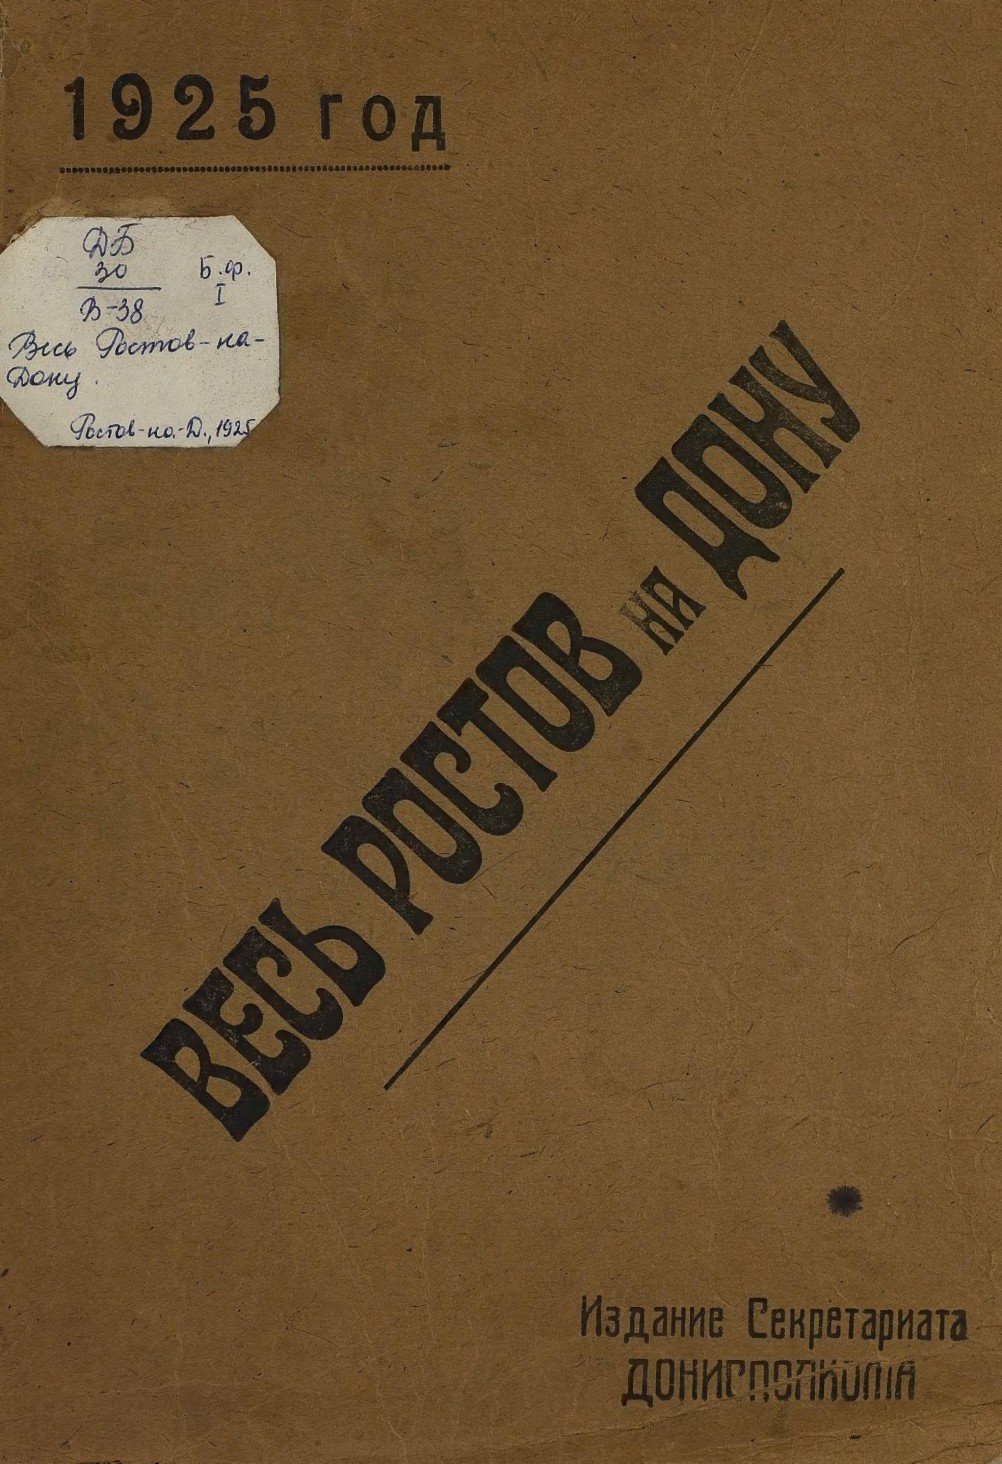 1925 год
ДБ
30
Б.ф.
I
В-38
Весь Ростов-на-
Дону.
Ростов-на-Д., 1925
ВЕСЬ РОСТОВ НА ДОНУ
Издание Секретариата
ДОНИСПОЛКОМА